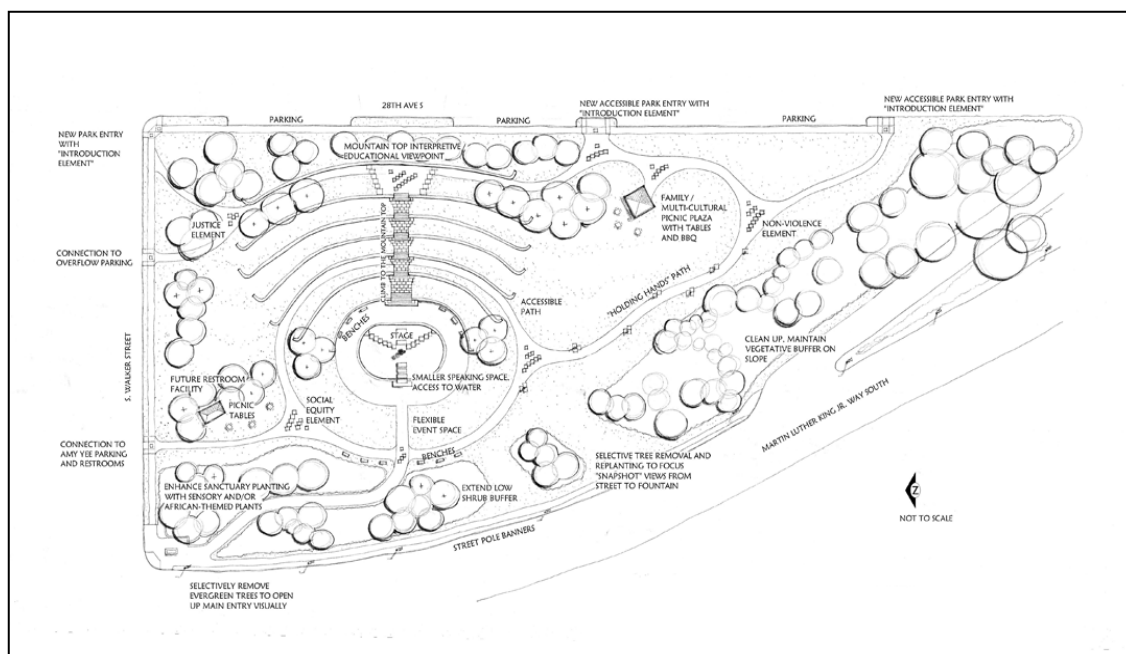 28TH AVE S
PARKING
PARKING
PARKING
NEW ACCESSIBLE PARK ENTRY WITH
"INTRODUCTION ELEMENT"
NEW ACCESSIBLE PARK ENTRY WITH
"INTRODUCTION ELEMENT"
NEW PARK ENTRY
WITH
"INTRODUCTION
ELEMENT"
MOUNTAIN TOP INTERPRETIVE
EDUCATIONAL VIEWPOINT
JUSTICE
ELEMENT
CLIMB TO THE MOUNTAIN TOP
FAMILY /
MULTI-CULTURAL
PICNIC PLAZA
WITH TABLES
AND BBQ
NON-VIOLENCE
ELEMENT
CONNECTION TO
OVERFLOW PARKING
ACCESSIBLE
PATH
"HOLDING HANDS" PATH
BENCHES
STAGE
CLEAN UP, MAINTAIN
VEGETATIVE BUFFER ON
SLOPE
S. WALKER STREET
FUTURE RESTROOM
FACILITY
PICNIC
TABLES
SMALLER SPEAKING SPACE,
ACCESS TO WATER
SOCIAL
EQUITY
ELEMENT
FLEXIBLE
EVENT SPACE
MARTIN LUTHER KING JR. WAY SOUTH
CONNECTION TO
AMY YEE PARKING
AND RESTROOMS
BENCHES
SELECTIVE TREE REMOVAL AND
REPLANTING TO FOCUS
"SNAPSHOT" VIEWS FROM
STREET TO FOUNTAIN
ENHANCE SANCTUARY PLANTING
WITH SENSORY AND/OR
AFRICAN-THEMED PLANTS
EXTEND LOW
SHRUB BUFFER
N
NOT TO SCALE
STREET POLE BANNERS
SELECTIVELY REMOVE
EVERGREEN TREES TO OPEN
UP MAIN ENTRY VISUALLY